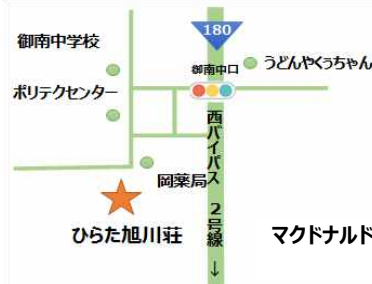 180
御南中学校
御南中口
うどんやくぅちゃん
ポリテクセンター
西バイパス 2号線 ↓
岡薬局
ひらた旭川荘
マクドナルド